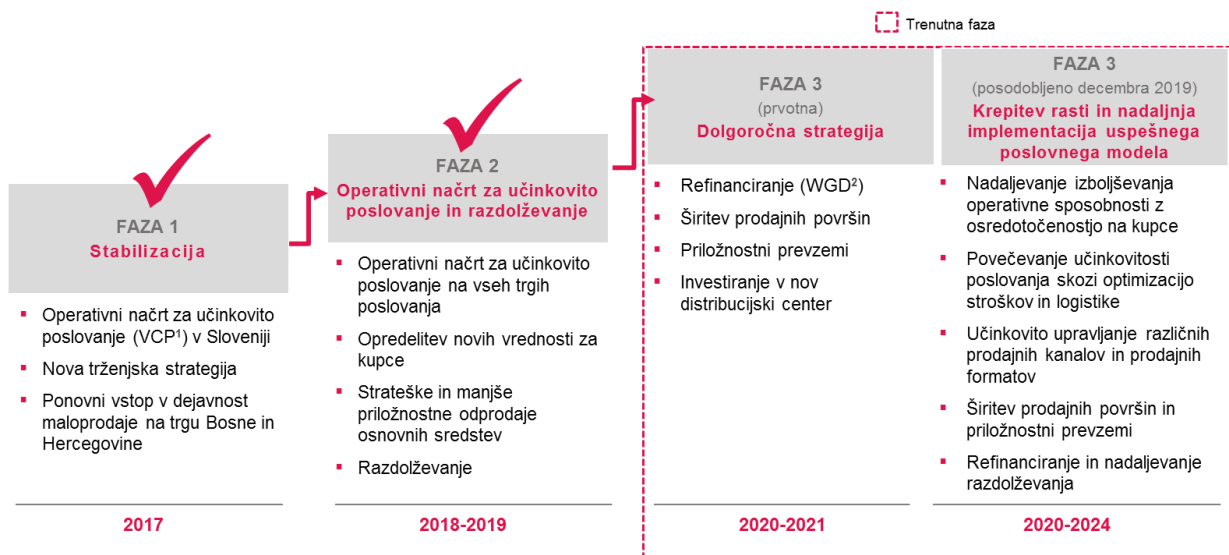 Trenutna faza
FAZA 1
Stabilizacija
▪ Operativni načrt za učinkovito
poslovanje (VCP¹) v Sloveniji
▪ Nova trženjska strategija
▪ Ponovni vstop v dejavnost
maloprodaje na trgu Bosne in
Hercegovine
2017
FAZA 2
Operativni načrt za učinkovito
poslovanje in razdolževanje
▪ Operativni načrt za učinkovito
poslovanje na vseh trgih
poslovanja
▪ Opredelitev novih vrednosti za
kupce
▪ Strateške in manjše
priložnostne odprodaje
osnovnih sredstev
▪ Razdolževanje
2018-2019
FAZA 3
(prvotna)
Dolgoročna strategija
▪ Refinanciranje (WGD²)
▪ Širitev prodajnih površin
▪ Priložnostni prevzemi
▪ Investiranje v nov
distribucijski center
2020-2021
FAZA 3
(posodobljeno decembra 2019)
Krepitev rasti in nadaljnja
implementacija uspešnega
poslovnega modela
▪ Nadaljevanje izboljševanja
operativne sposobnosti z
osredotočenostjo na kupce
▪ Povečevanje učinkovitosti
poslovanja skozi optimizacijo
stroškov in logistike
▪ Učinkovito upravljanje različnih
prodajnih kanalov in prodajnih
formatov
▪ Širitev prodajnih površin in
priložnostni prevzemi
▪ Refinanciranje in nadaljevanje
razdolževanja
2020-2024